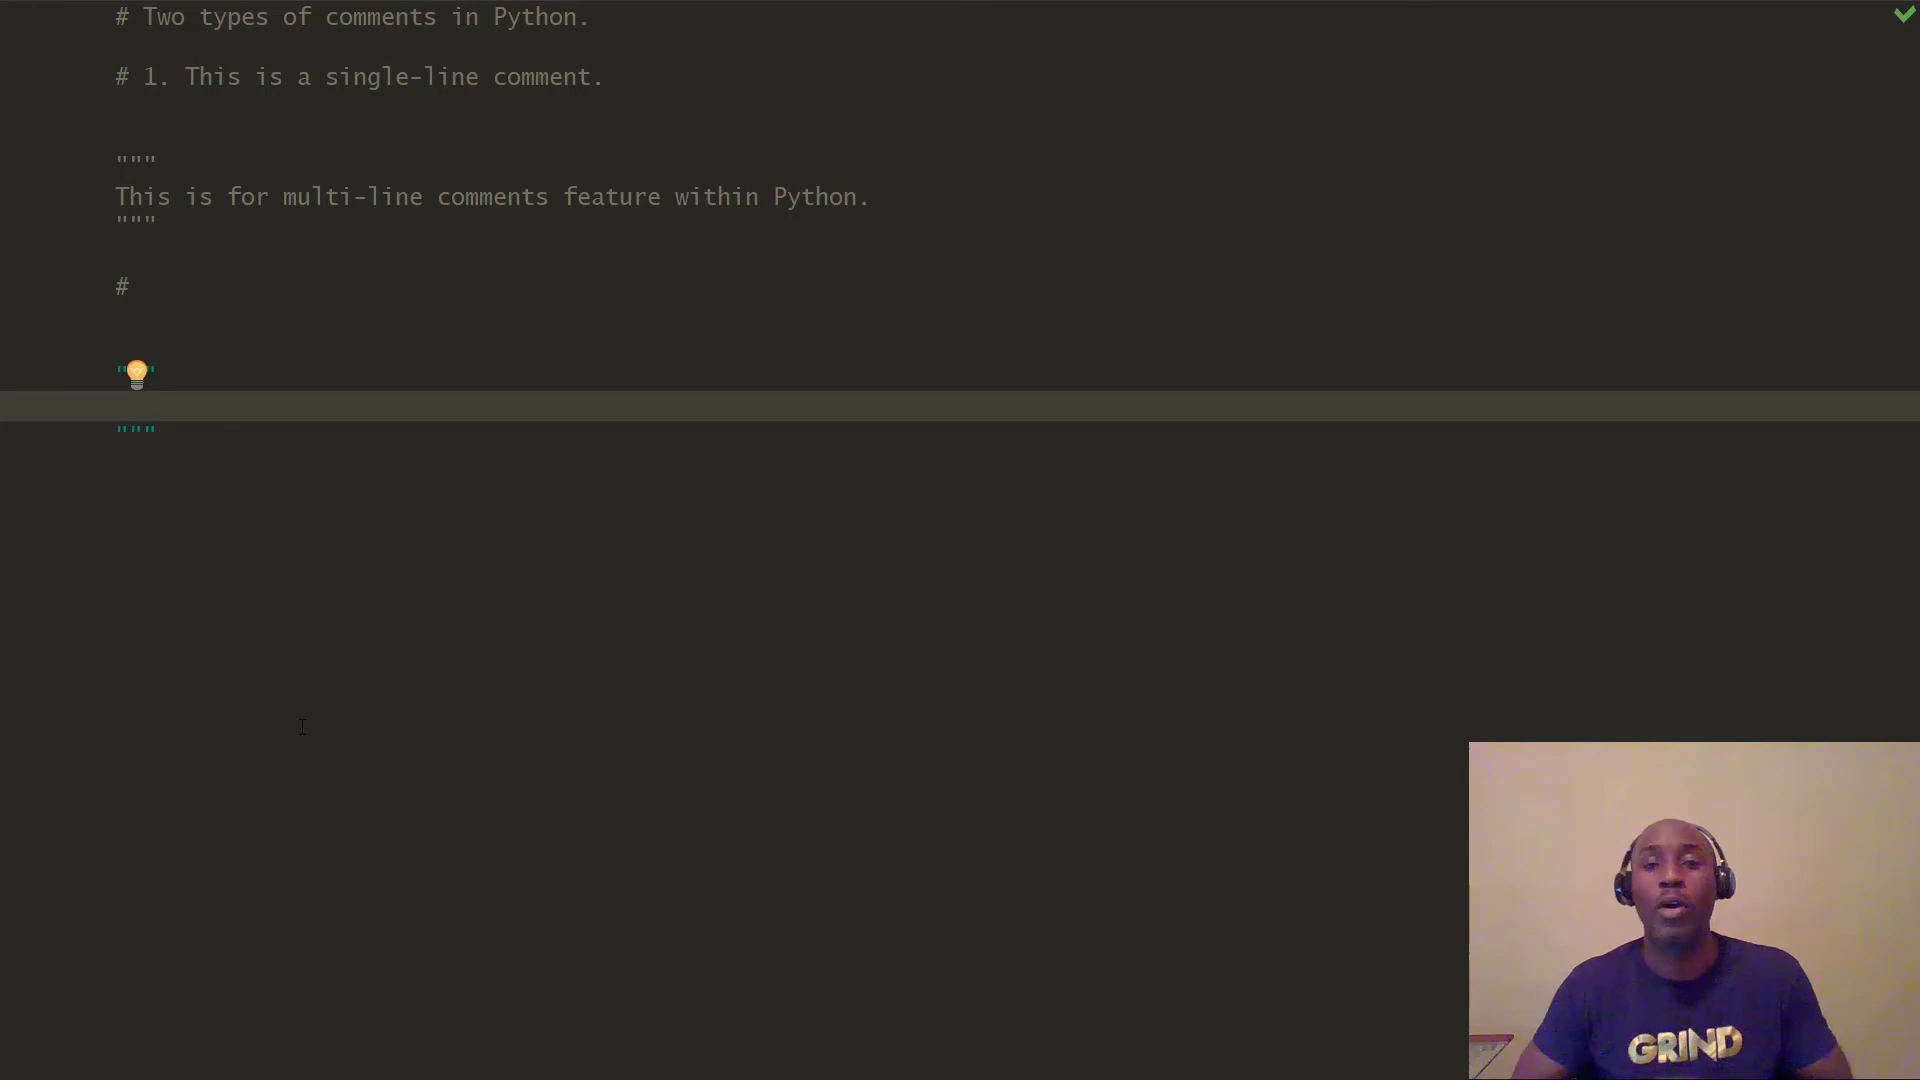 # Two types of comments in Python.
# 1. This is a single-line comment.
"""
This is for multi-line comments feature within Python.
"""
#
"""
"""
GRIND